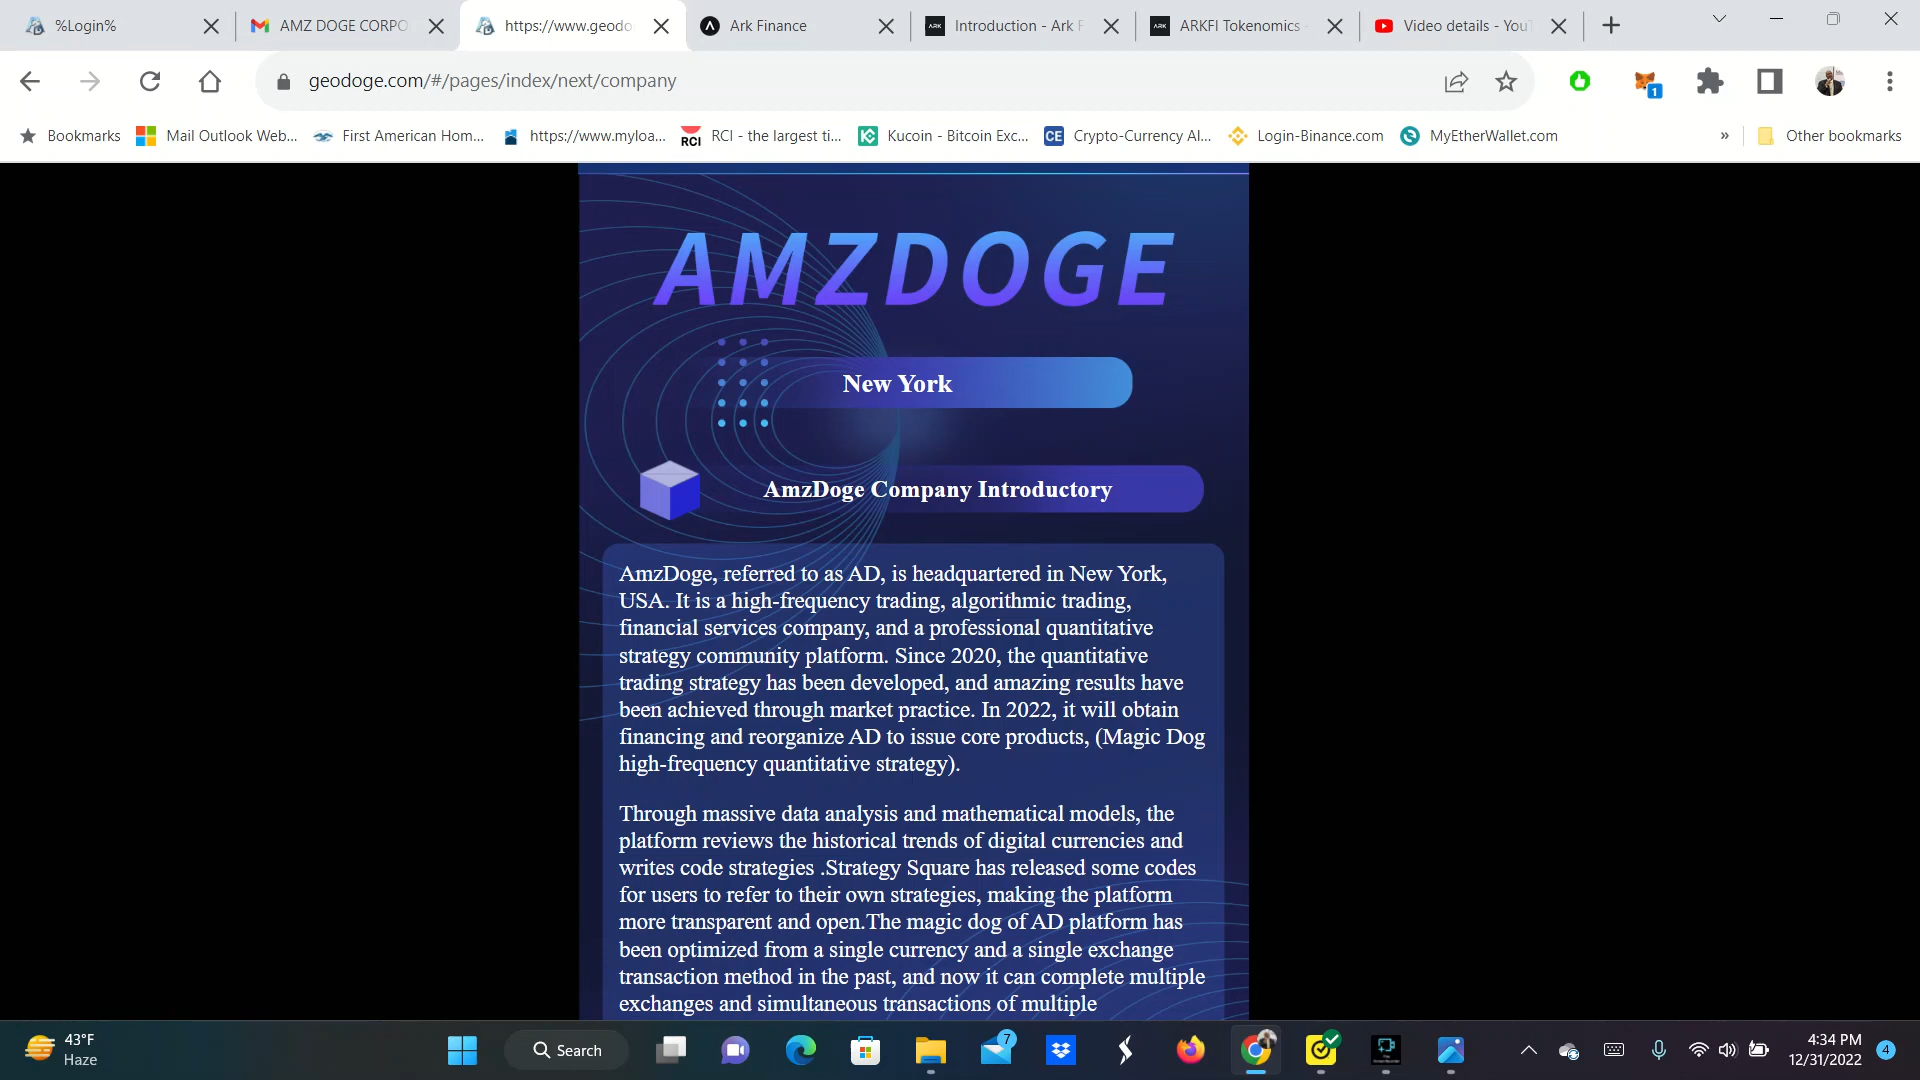 %Login%
AMZ DOGE CORPO
https://www.geodo
Ark Finance
ARK
Introduction - Ark F
ARK
ARKFI Tokenomics
Video details - YouT
geodoge.com/#/pages/index/next/company
1
Bookmarks
Mail Outlook Web...
First American Hom...
https://www.myloa...
RCI
RCI - the largest ti...
Kucoin - Bitcoin Exc...
CE
Crypto-Currency Al...
Login-Binance.com
MyEtherWallet.com
»
Other bookmarks
AMZDOGE
New York
AmzDoge Company Introductory
AmzDoge, referred to as AD, is headquartered in New York,
USA. It is a high-frequency trading, algorithmic trading,
financial services company, and a professional quantitative
strategy community platform. Since 2020, the quantitative
trading strategy has been developed, and amazing results have
been achieved through market practice. In 2022, it will obtain
financing and reorganize AD to issue core products, (Magic Dog
high-frequency quantitative strategy).
Through massive data analysis and mathematical models, the
platform reviews the historical trends of digital currencies and
writes code strategies .Strategy Square has released some codes
for users to refer to their own strategies, making the platform
more transparent and open.The magic dog of AD platform has
been optimized from a single currency and a single exchange
transaction method in the past, and now it can complete multiple
exchanges and simultaneous transactions of multiple
43°F
Haze
Search
7
4:34 PM
12/31/2022
4